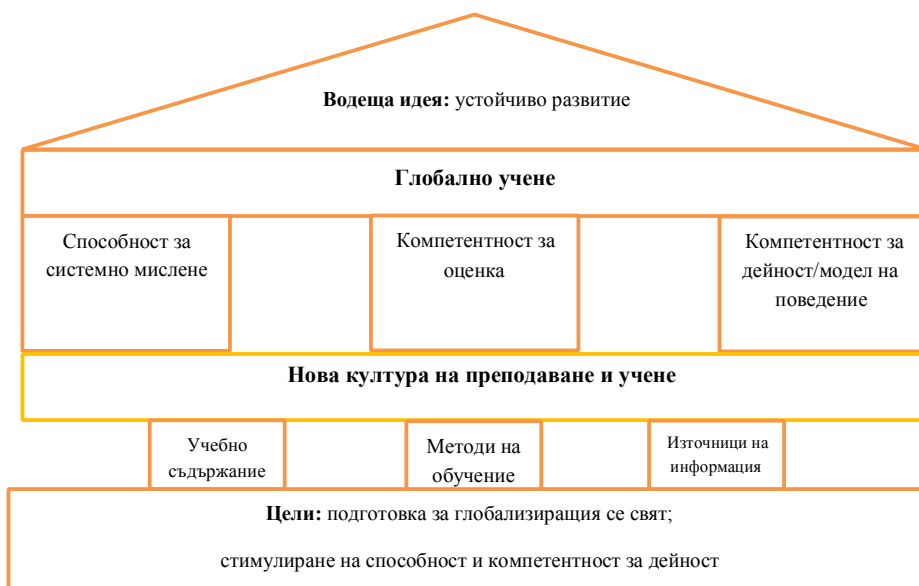 Водеща идея: устойчиво развитие
Глобално учене
Способност за
системно мислене
Компетентност за
оценка
Компетентност за
дейност/модел на
поведение
Нова култура на преподаване и учене
Учебно
съдържание
Методи на
обучение
Източници на
информация
Цели: подготовка за глобализиращия се свят;
стимулиране на способност и компетентност за дейност